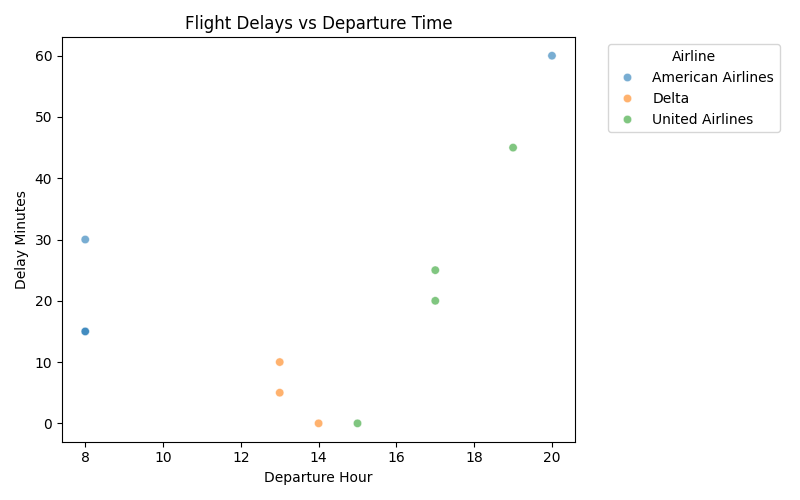 Flight Delays vs Departure Time
Airline
American Airlines
Delta
United Airlines
Delay Minutes
60
50
40
30
20
10
0
8 10 12 14 16 18 20
Departure Hour